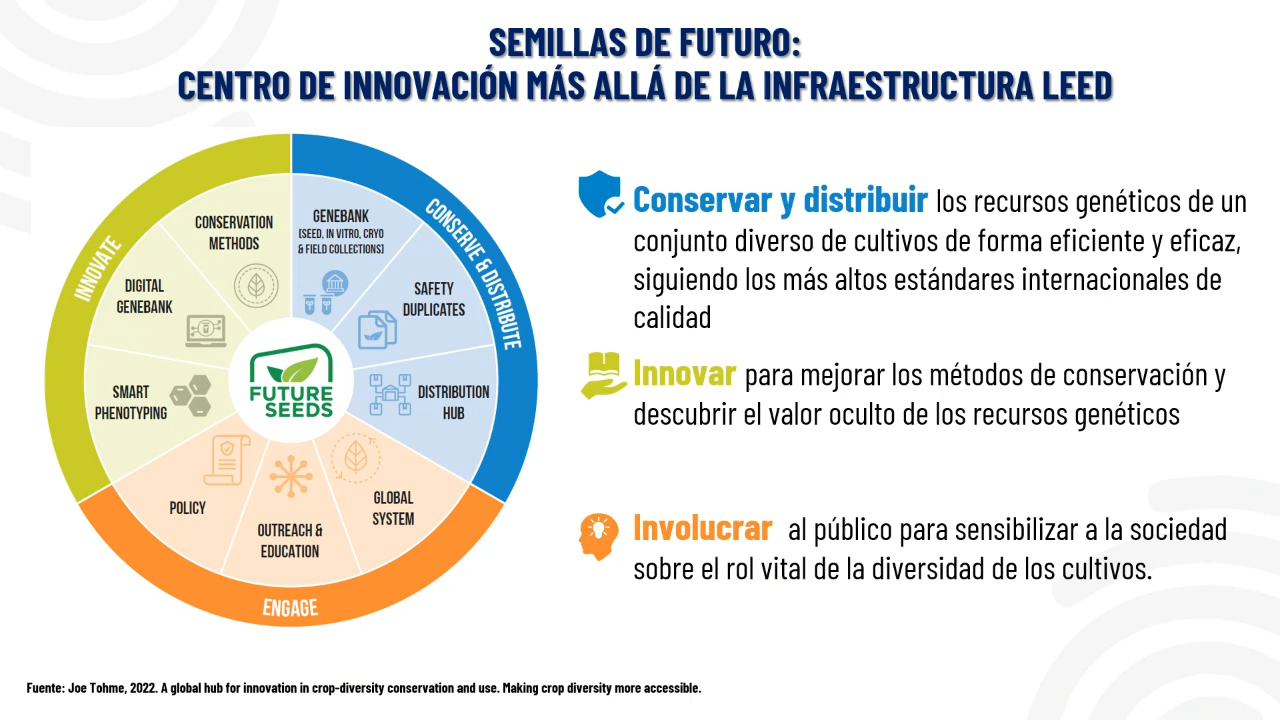 SEMILLAS DE FUTURO:
CENTRO DE INNOVACIÓN MÁS ALLÁ DE LA INFRAESTRUCTURA LEED
INNOVATE
CONSERVE & DISTRIBUTE
ENGAGE
CONSERVATION
METHODS
GENEBANK
(SEED, IN VITRO, CRYO
& FIELD COLLECTIONS)
DIGITAL
GENEBANK
SAFETY
DUPLICATES
SMART
PHENOTYPING
DISTRIBUTION
HUB
POLICY
OUTREACH &
EDUCATION
GLOBAL
SYSTEM
FUTURE
SEEDS
Conservar y distribuir los recursos genéticos de un
conjunto diverso de cultivos de forma eficiente y eficaz,
siguiendo los más altos estándares internacionales de
calidad
Innovar para mejorar los métodos de conservación y
descubrir el valor oculto de los recursos genéticos
Involucrar al público para sensibilizar a la sociedad
sobre el rol vital de la diversidad de los cultivos.
Fuente: Joe Tohme, 2022. A global hub for innovation in crop-diversity conservation and use. Making crop diversity more accessible.